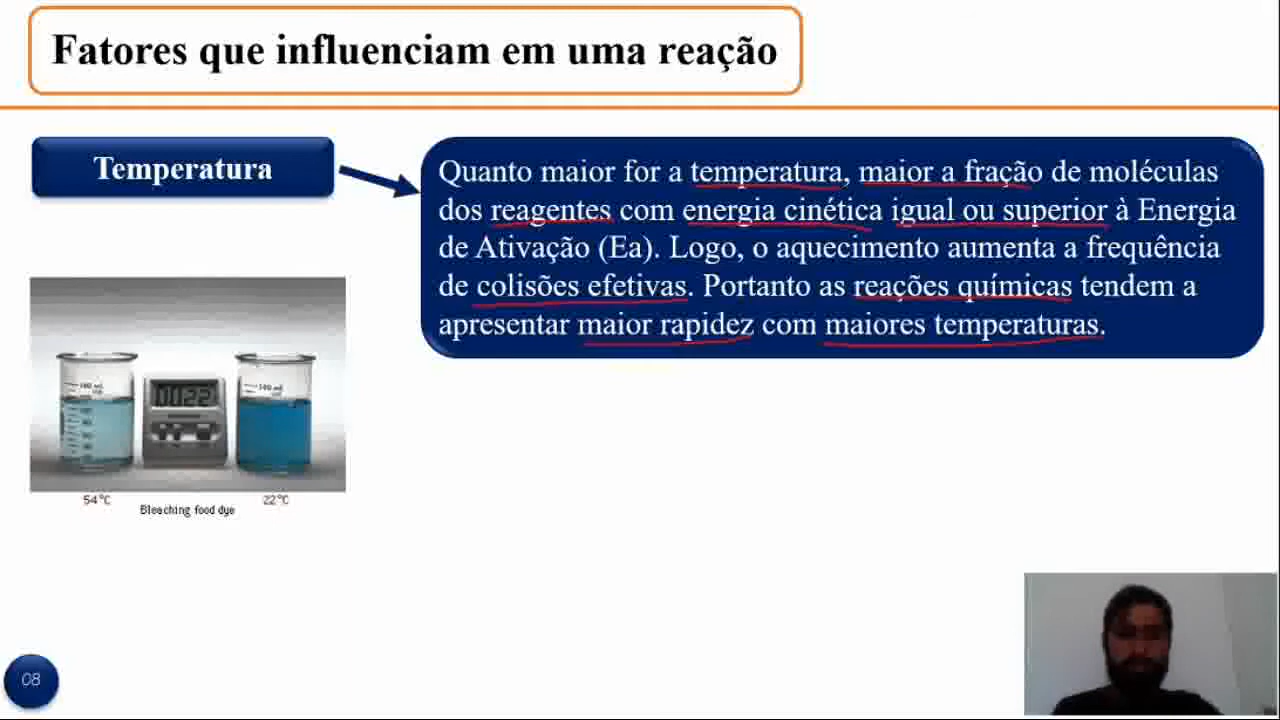 Fatores que influenciam em uma reação
Temperatura
Quanto maior for a temperatura, maior a fração de moléculas
dos reagentes com energia cinética igual ou superior à Energia
de Ativação (Ea). Logo, o aquecimento aumenta a frequência
de colisões efetivas. Portanto as reações químicas tendem a
apresentar maior rapidez com maiores temperaturas.
0022
54°C
22°C
Bleaching food dye
08